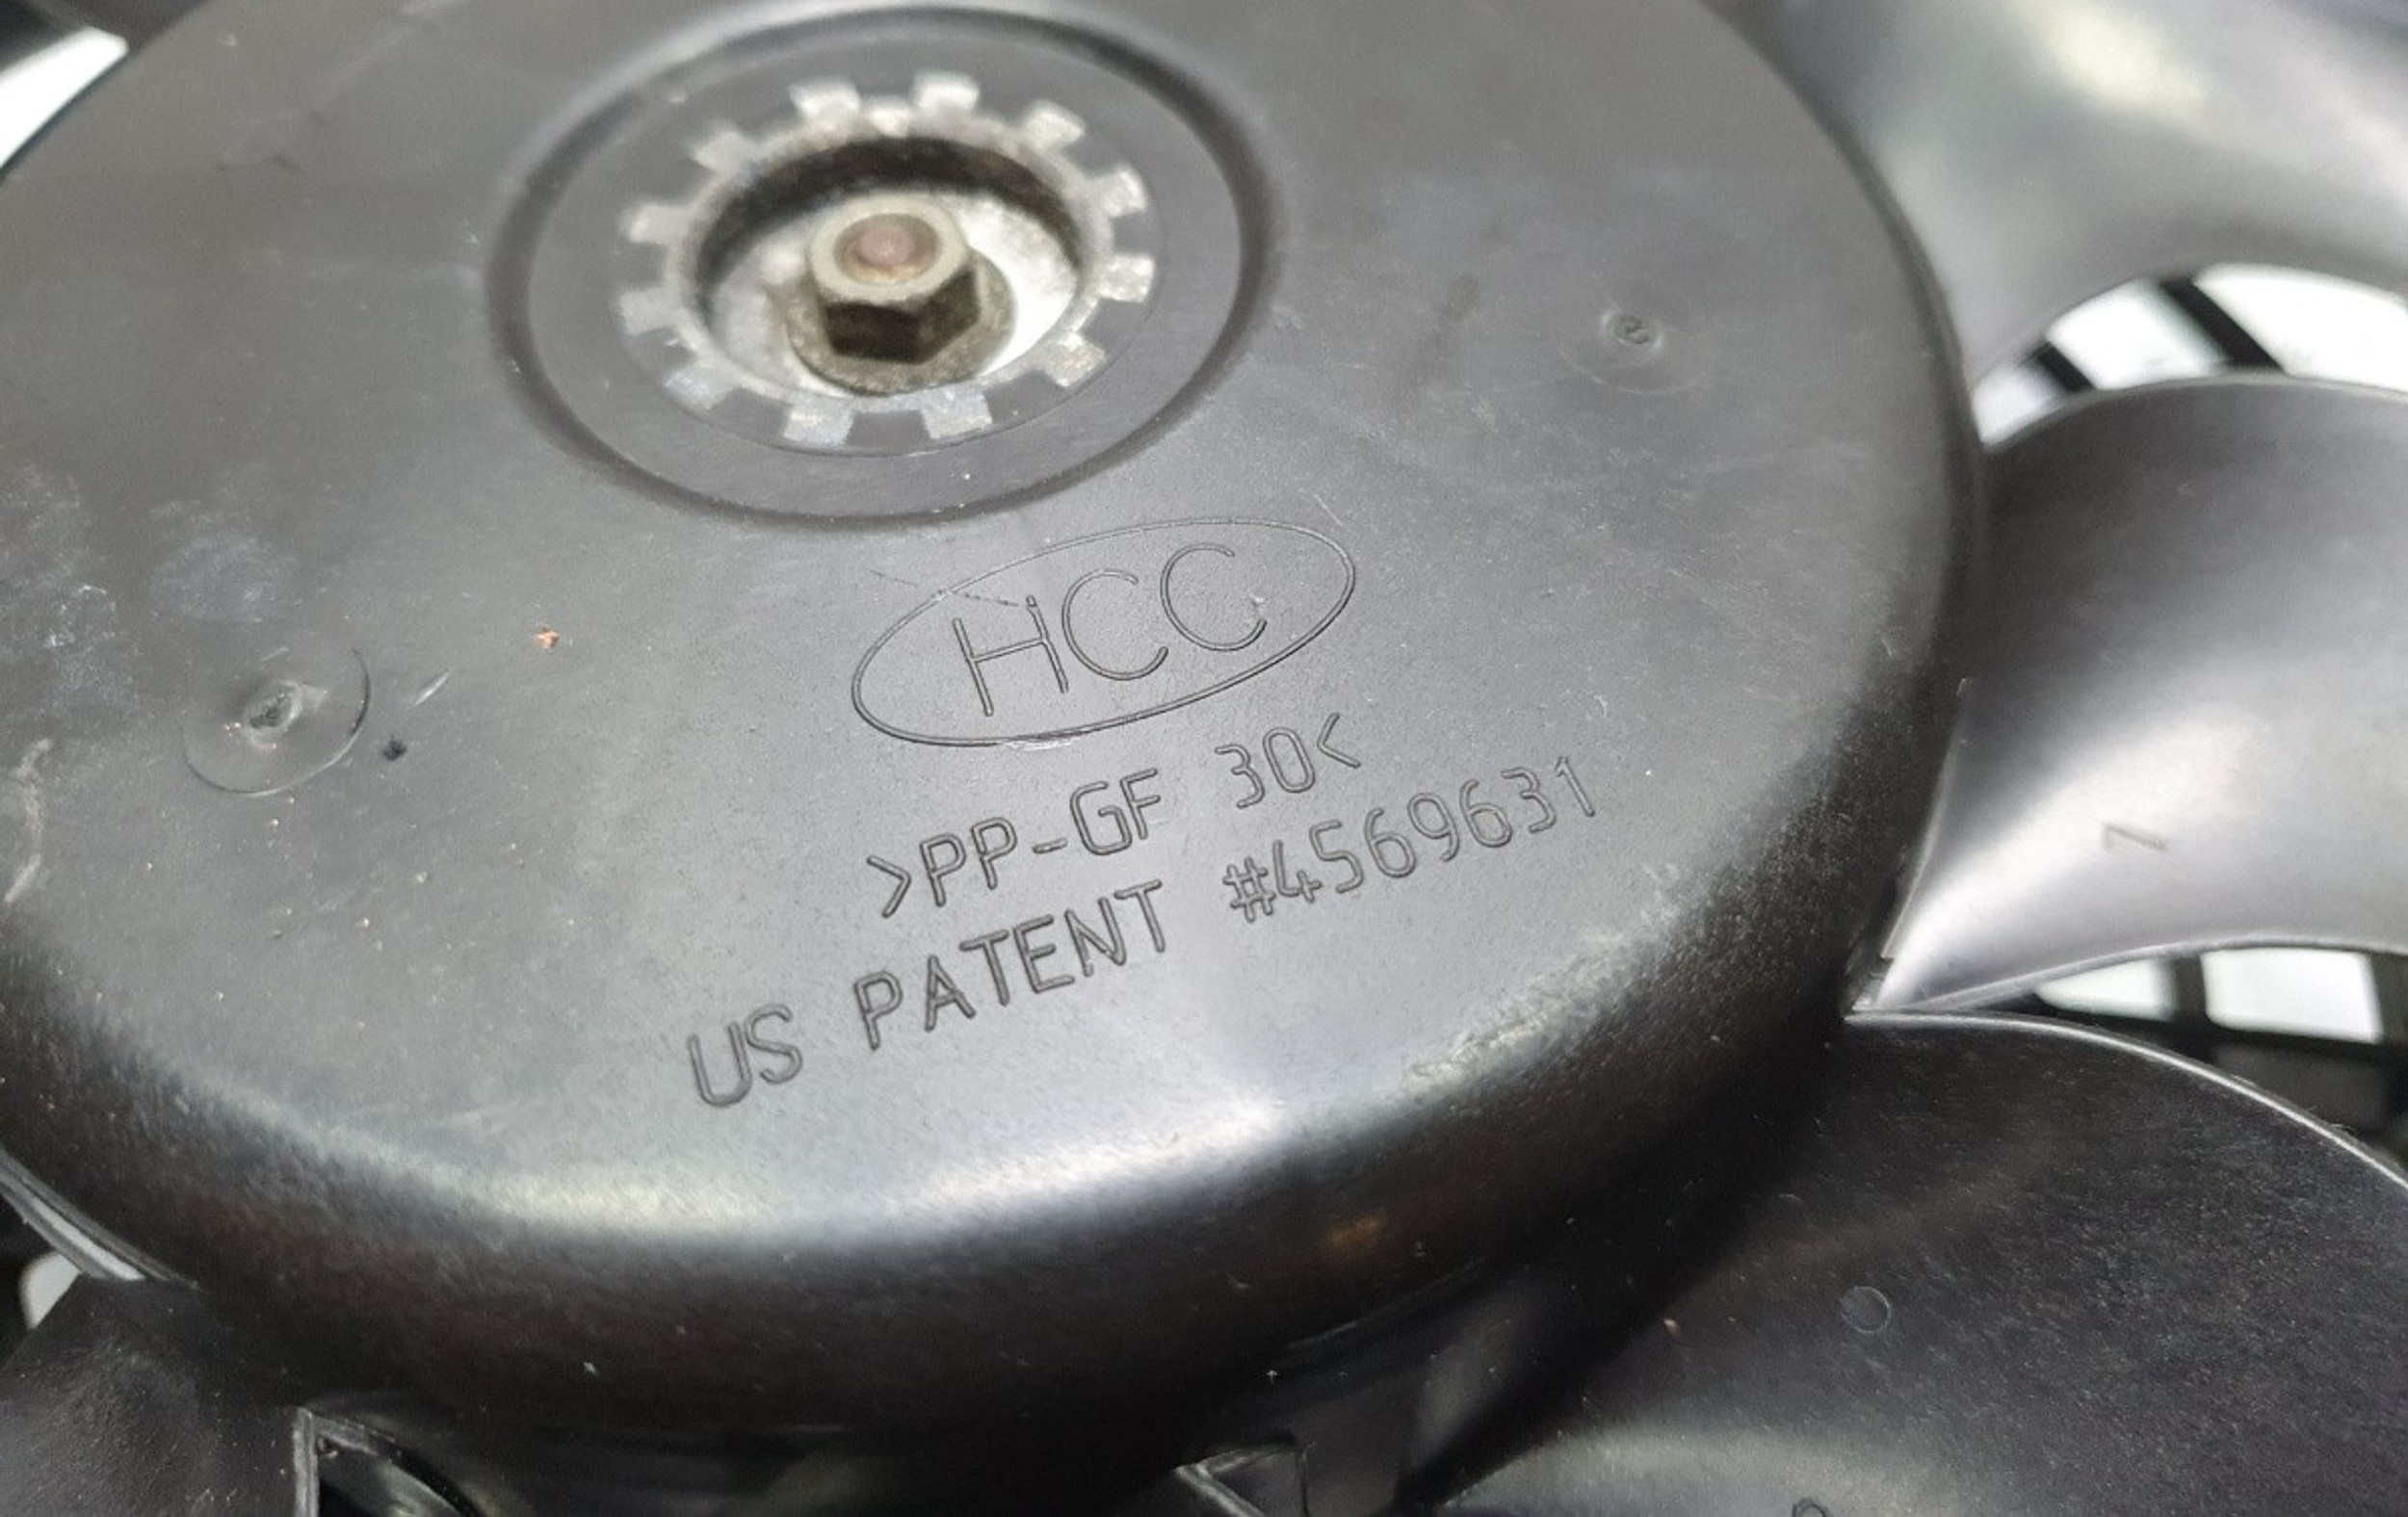 HCC
>PP-GF 30<
US PATENT #4569631